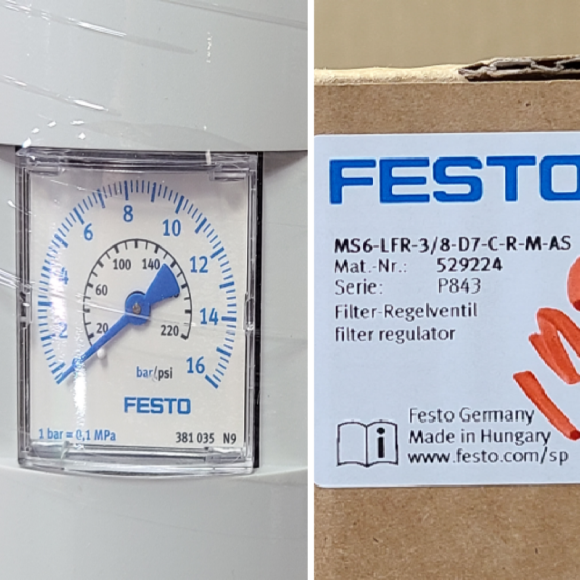 2
4
6
8
10
12
14
16
20
60
100
140
220
bar/psi
FESTO
1 bar = 0,1 MPa 381 035 N9
FESTO
MS6-LFR-3/8-D7-C-R-M-AS
Mat.-Nr.: 529224
Serie: P843
Filter-Regelventil
filter regulator
Festo Germany
Made in Hungary
www.festo.com/sp